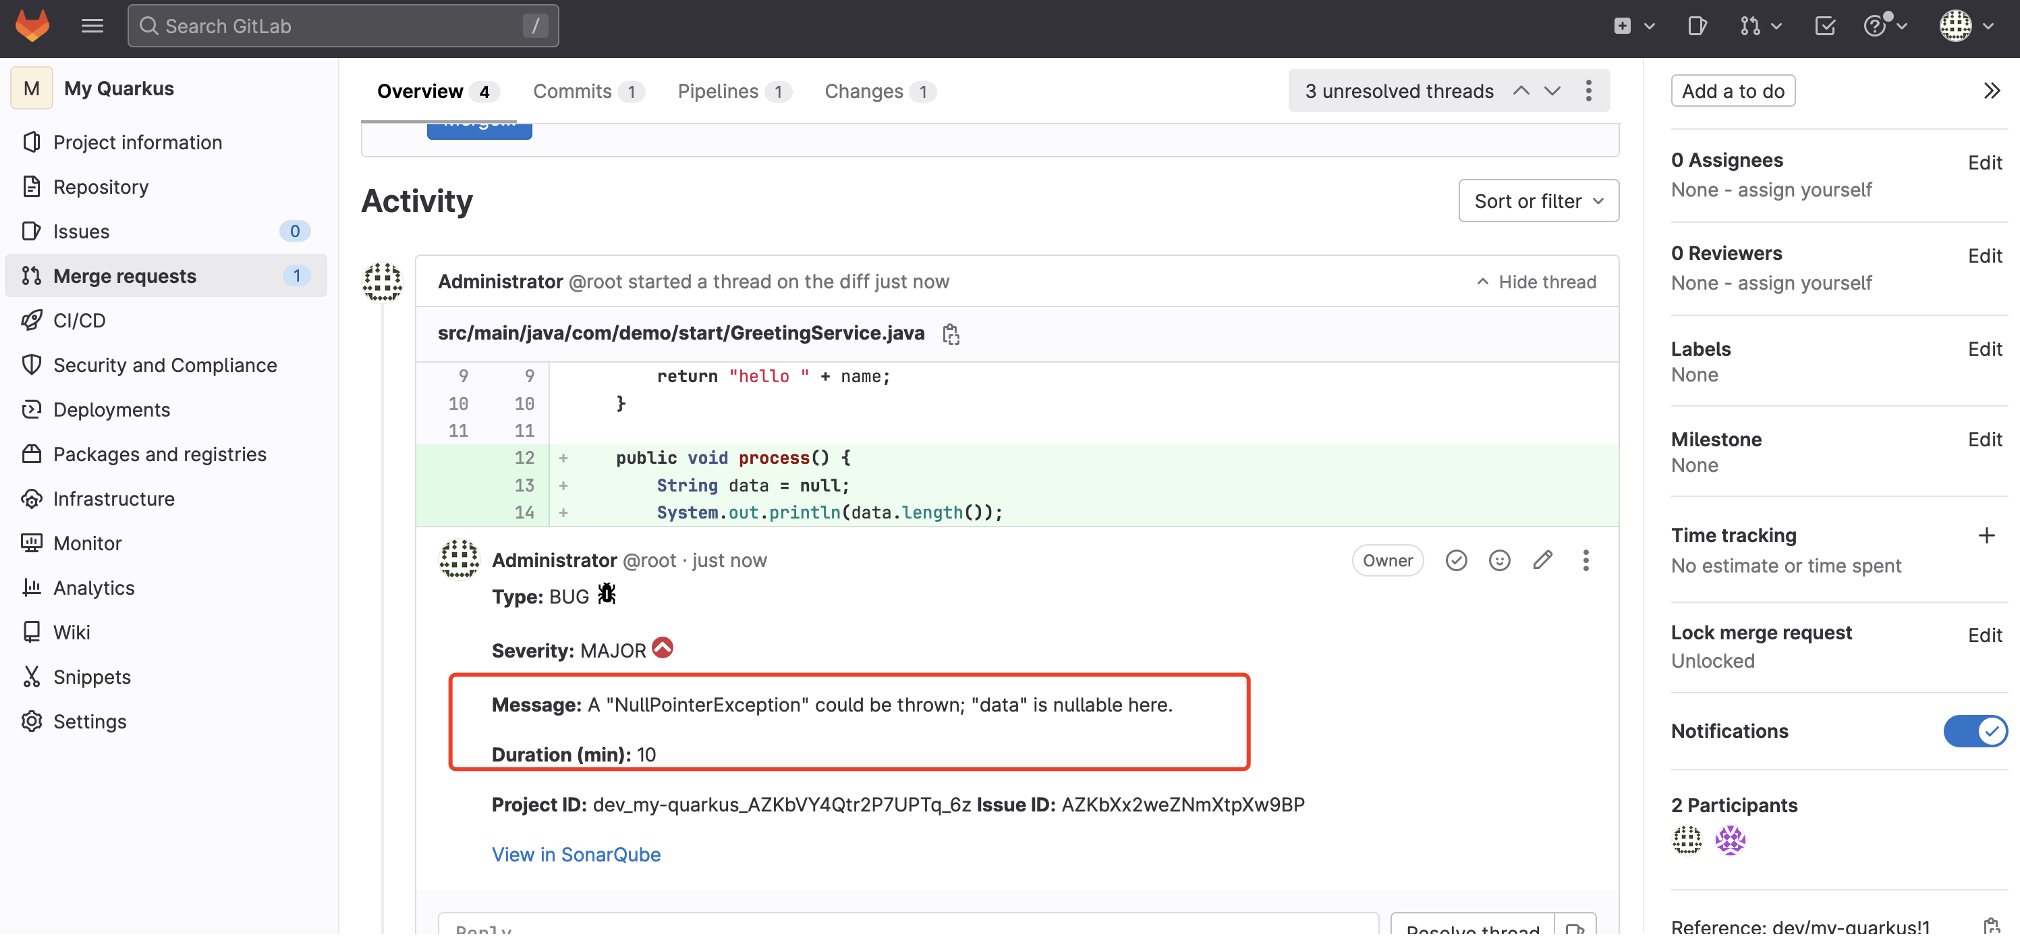 Search GitLab
/
M
My Quarkus
Project information
Repository
Issues 0
Merge requests 1
CI/CD
Security and Compliance
Deployments
Packages and registries
Infrastructure
Monitor
Analytics
Wiki
Snippets
Settings
Overview 4
Commits 1
Pipelines 1
Changes 1
3 unresolved threads
Activity
Sort or filter
Administrator @root started a thread on the diff just now
Hide thread
src/main/java/com/demo/start/GreetingService.java
9 9 return "hello " + name;
10 10 }
11 11
12 + public void process() {
13 + String data = null;
14 + System.out.println(data.length());
Administrator @root · just now
Owner
Type: BUG
Severity: MAJOR
Message: A "NullPointerException" could be thrown; "data" is nullable here.
Duration (min): 10
Project ID: dev_my-quarkus_AZKbVY4Qtr2P7UPTq_6z Issue ID: AZKbXx2weZNmXtpXw9BP
View in SonarQube
Reply
Resolve thread
Add a to do
0 Assignees
Edit
None - assign yourself
0 Reviewers
Edit
None - assign yourself
Labels
Edit
None
Milestone
Edit
None
Time tracking
No estimate or time spent
Lock merge request
Edit
Unlocked
Notifications
2 Participants
Reference: dev/my-quarkus!1